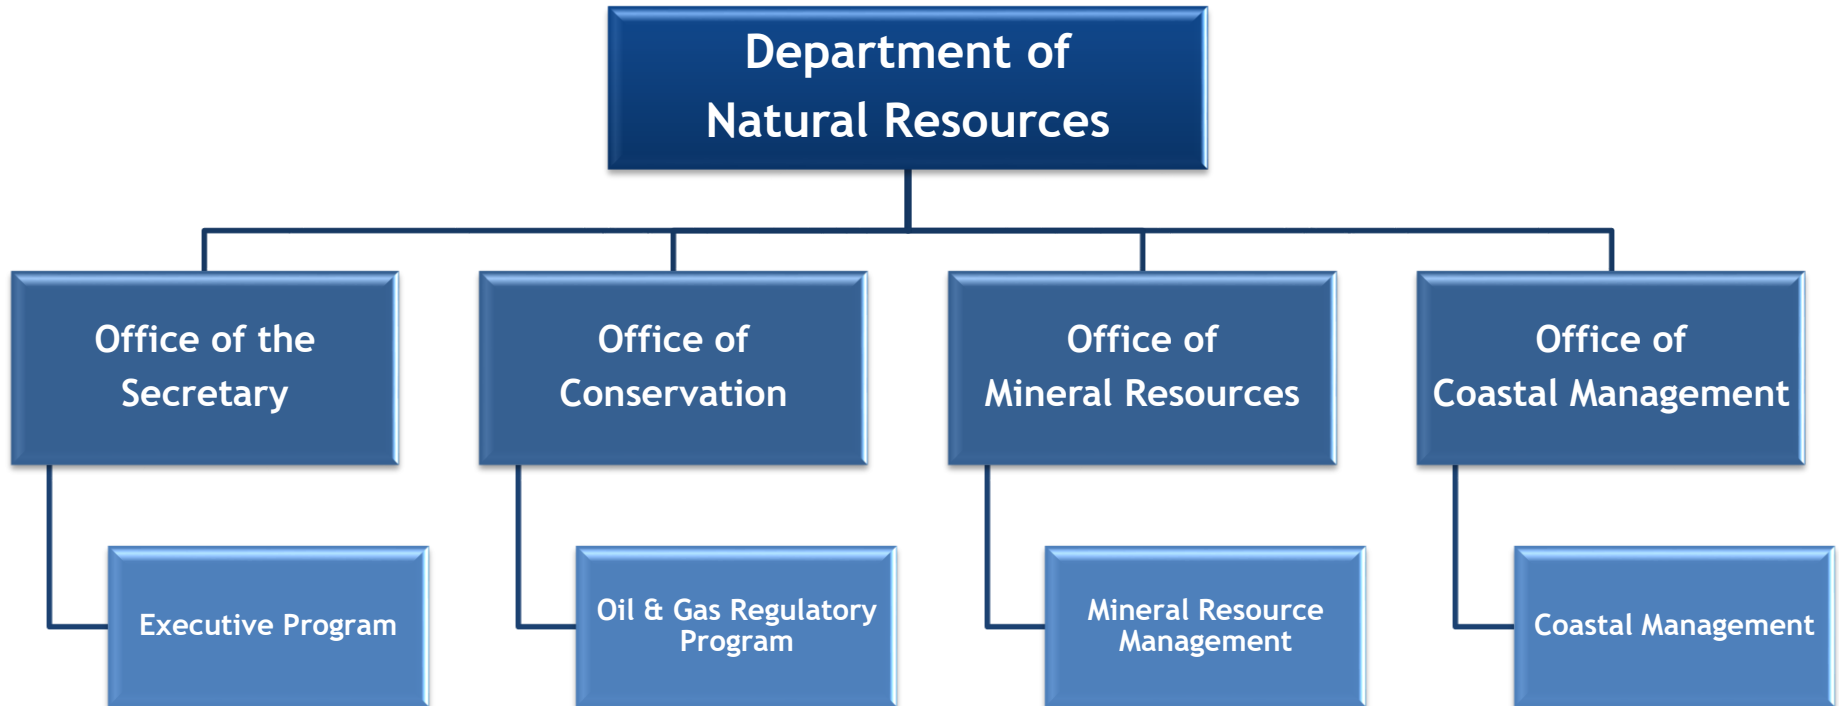 Department of
Natural Resources
Office of the
Secretary
Office of
Conservation
Office of
Mineral Resources
Office of
Coastal Management
Executive Program
Oil & Gas Regulatory
Program
Mineral Resource
Management
Coastal Management